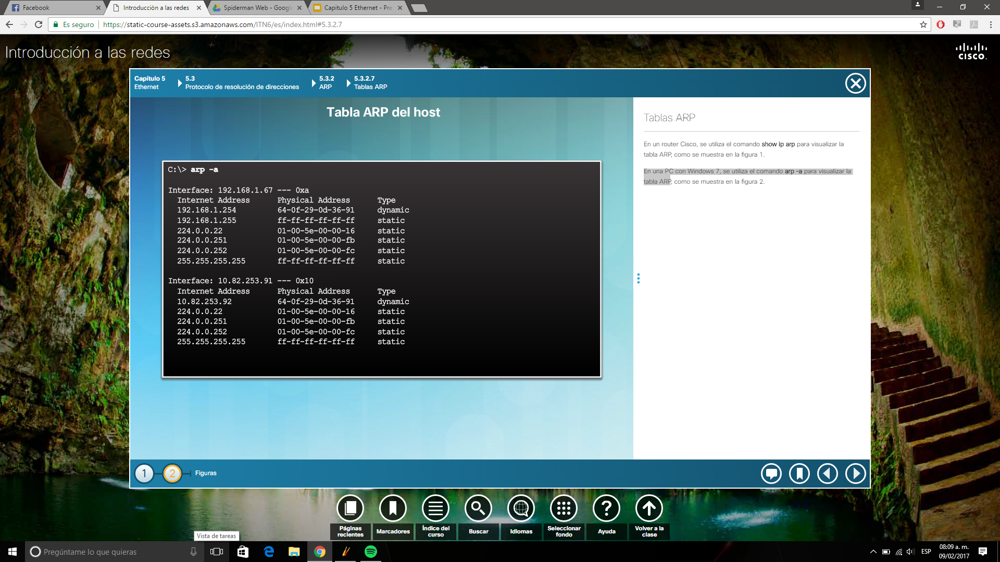 Facebook
Introducción a las redes
Spiderman Web - Google
Capitulo 5 Ethernet - Pre
Es seguro
https://static-course-assets.s3.amazonaws.com/ITN6/es/index.html#5.3.2.7
Introducción a las redes
CISCO.
Capítulo 5
Ethernet
5.3
Protocolo de resolución de direcciones
5.3.2
ARP
5.3.2.7
Tablas ARP
Tabla ARP del host
C:\> arp -a
Interface: 192.168.1.67 --- 0xa
Internet Address Physical Address Type
192.168.1.254 64-0f-29-0d-36-91 dynamic
192.168.1.255 ff-ff-ff-ff-ff-ff static
224.0.0.22 01-00-5e-00-00-16 static
224.0.0.251 01-00-5e-00-00-fb static
224.0.0.252 01-00-5e-00-00-fc static
255.255.255.255 ff-ff-ff-ff-ff-ff static
Interface: 10.82.253.91 --- 0x10
Internet Address Physical Address Type
10.82.253.92 64-0f-29-0d-36-91 dynamic
224.0.0.22 01-00-5e-00-00-16 static
224.0.0.251 01-00-5e-00-00-fb static
224.0.0.252 01-00-5e-00-00-fc static
255.255.255.255 ff-ff-ff-ff-ff-ff static
Tablas ARP
En un router Cisco, se utiliza el comando show ip arp para visualizar la
tabla ARP, como se muestra en la figura 1.
En una PC con Windows 7, se utiliza el comando arp –a para visualizar la
tabla ARP, como se muestra en la figura 2.
1
2
Figuras
Páginas
recientes
Marcadores
Índice del
curso
Buscar
Idiomas
Seleccionar
fondo
Ayuda
Volver a la
clase
Vista de tareas
Pregúntame lo que quieras
ESP
08:09 a. m.
09/02/2017